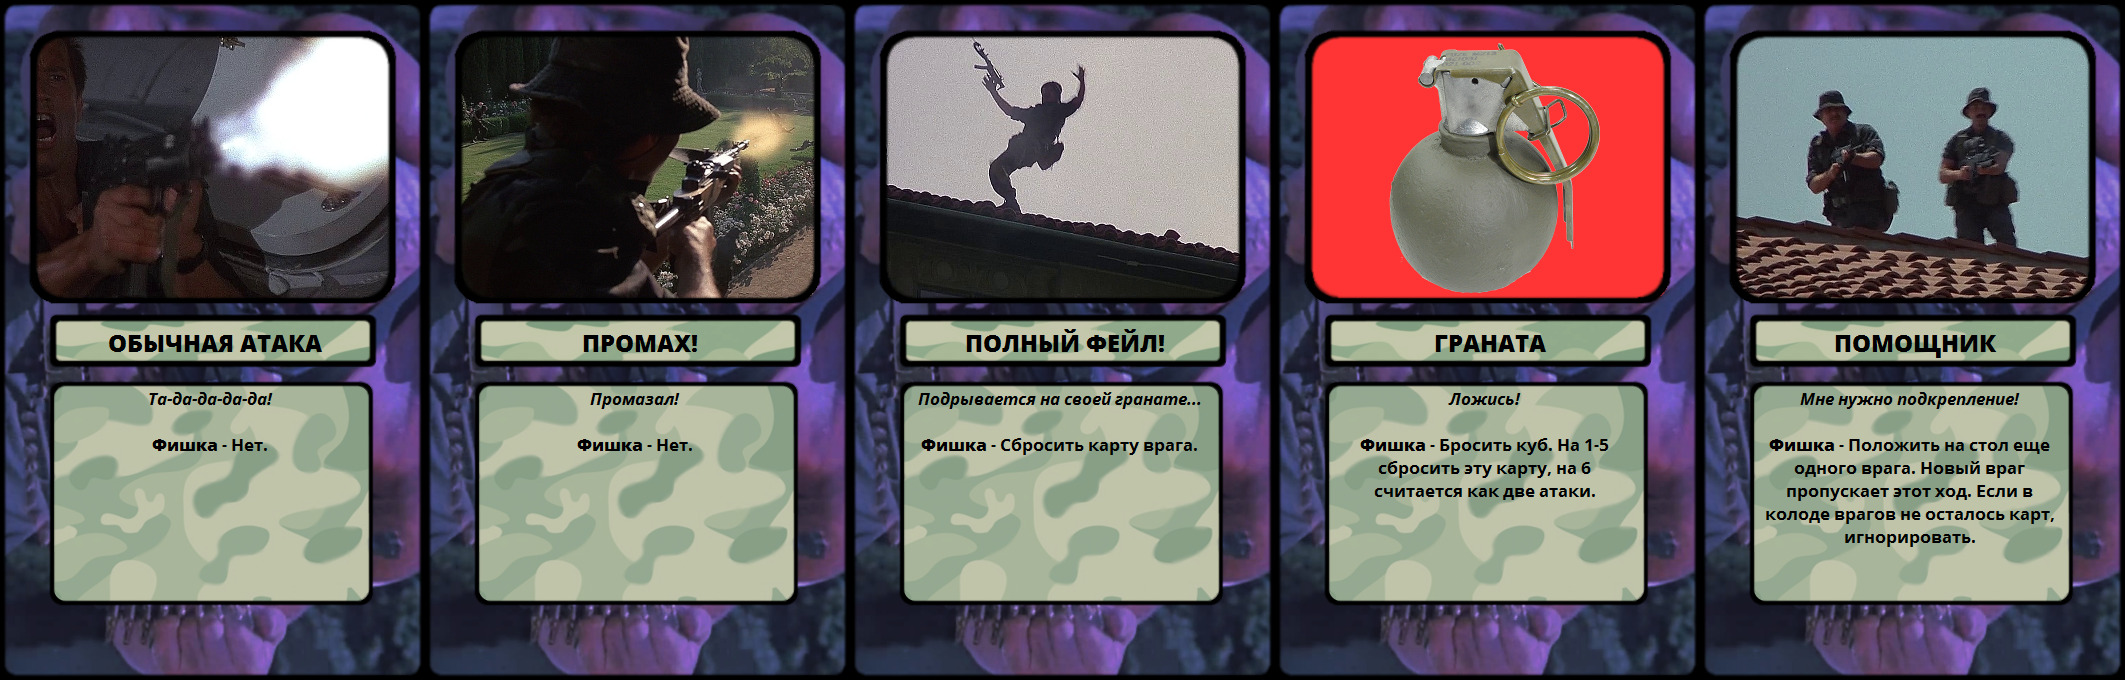 ОБЫЧНАЯ АТАКА
Та-да-да-да-да!
Фишка - Нет.
ПРОМАХ!
Промазал!
Фишка - Нет.
ПОЛНЫЙ ФЕЙЛ!
Подрывается на своей гранате...
Фишка - Сбросить карту врага.
ГРАНАТА
Ложись!
Фишка - Бросить куб. На 1-5
сбросить эту карту, на 6
считается как две атаки.
ПОМОЩНИК
Мне нужно подкрепление!
Фишка - Положить на стол еще
одного врага. Новый враг
пропускает этот ход. Если в
колоде врагов не осталось карт,
игнорировать.